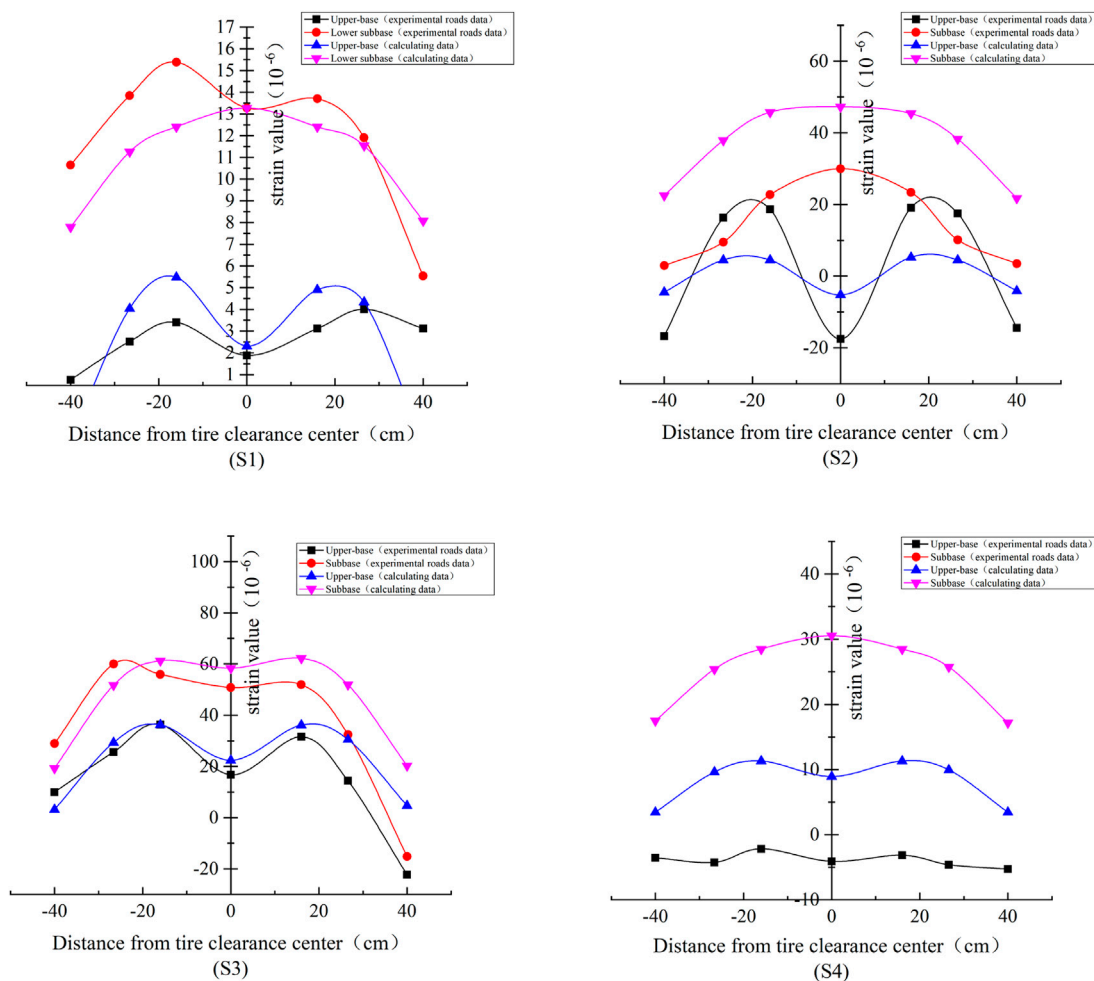 Upper-base（experimental roads data）
Lower subbase（experimental roads data）
Upper-base（calculating data）
Lower subbase（calculating data）
17
16
15
14
13
12
11
10
9
8
7
6
5
4
3
2
1
strain value（10⁻⁶）
-40 -20 0 20 40
Distance from tire clearance center（cm）
(S1)
Upper-base（experimental roads data）
Subbase（experimental roads data）
Upper-base（calculating data）
Subbase（calculating data）
60
40
20
0
-20
strain value（10⁻⁶）
-40 -20 0 20 40
Distance from tire clearance center（cm）
(S2)
Upper-base（experimental roads data）
Subbase（experimental roads data）
Upper-base（calculating data）
Subbase（calculating data）
100
80
60
40
20
0
-20
strain value（10⁻⁶）
-40 -20 0 20 40
Distance from tire clearance center（cm）
(S3)
Upper-base（experimental roads data）
Subbase（experimental roads data）
Upper-base（calculating data）
Subbase（calculating data）
40
30
20
10
0
-10
strain value（10⁻⁶）
-40 -20 0 20 40
Distance from tire clearance center（cm）
(S4)